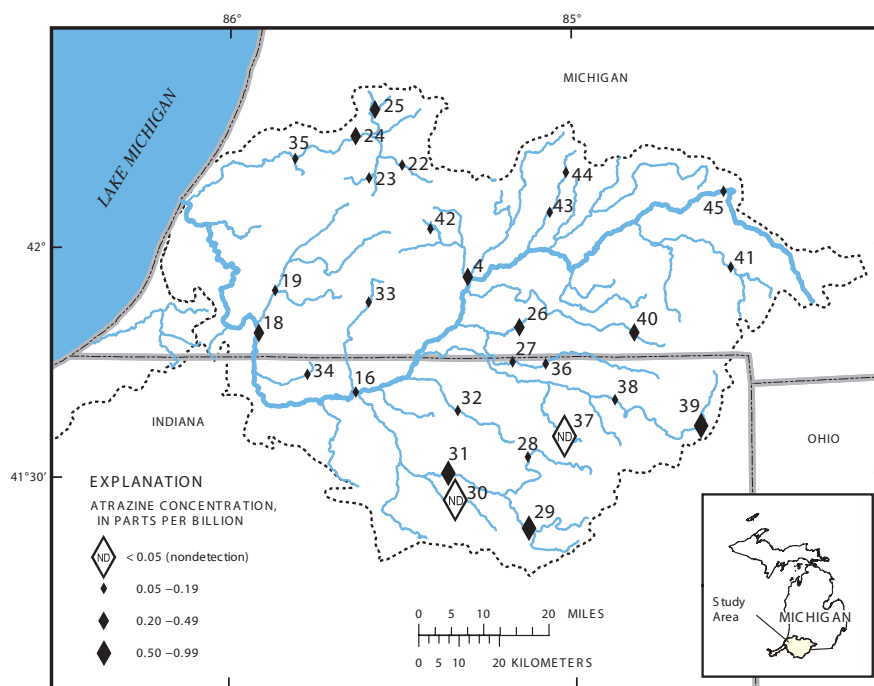 86°
85°
MICHIGAN
LAKE MICHIGAN
25
24
35
22
23
44
43
45
42
42°
4
41
19
33
26
40
18
27
36
34
16
38
32
37
39
INDIANA
ND
OHIO
28
31
41°30'
30
ND
29
EXPLANATION
ATRAZINE CONCENTRATION,
IN PARTS PER BILLION
ND < 0.05 (nondetection)
0.05 –0.19
0.20 –0.49
0.50 –0.99
0 5 10 20 MILES
0 5 10 20 KILOMETERS
Study
Area
MICHIGAN